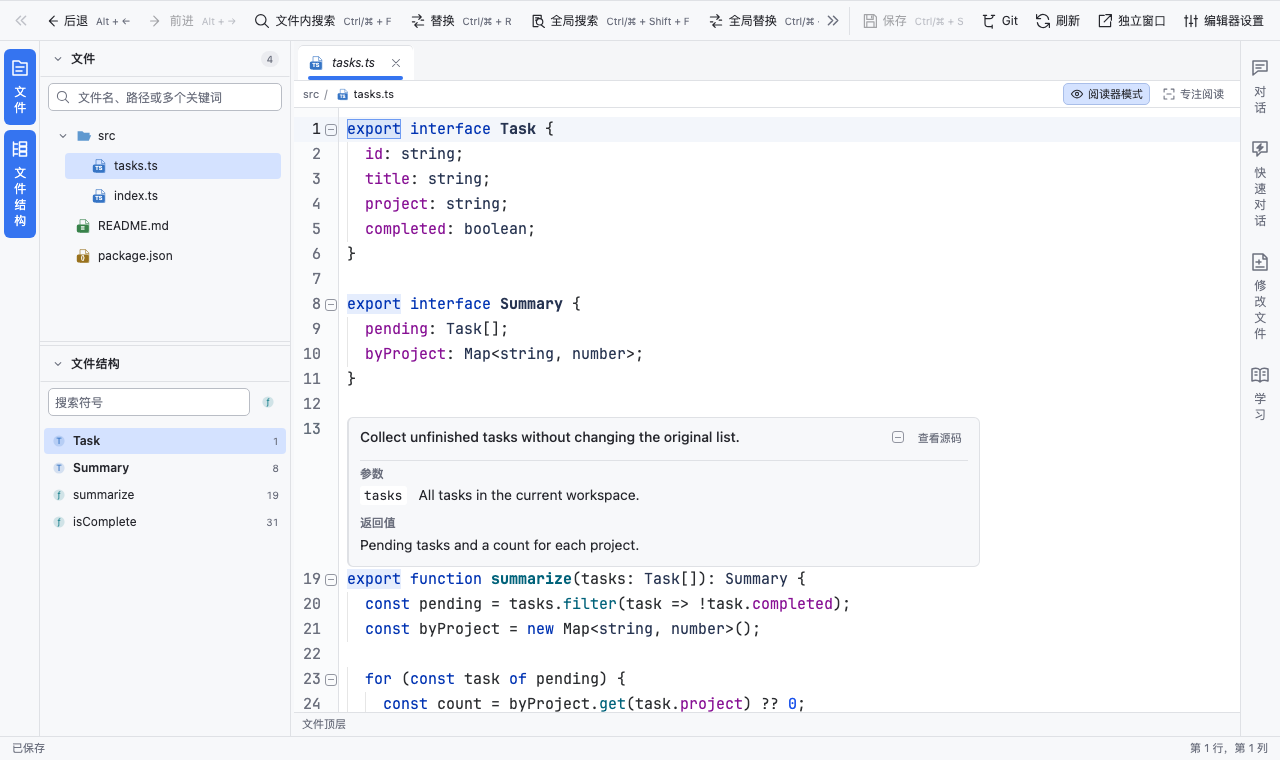 后退 Alt + ← 前进 Alt + → 文件内搜索 Ctrl/⌘ + F 替换 Ctrl/⌘ + R 全局搜索 Ctrl/⌘ + Shift + F 全局替换 Ctrl/⌘ 保存 Ctrl/⌘ + S Git 刷新 独立窗口 编辑器设置
文件
文件结构
文件 4
文件名、路径或多个关键词
src
tasks.ts
index.ts
README.md
package.json
文件结构
搜索符号
Task 1
Summary 8
summarize 19
isComplete 31
tasks.ts
src / tasks.ts 阅读器模式 专注阅读
1 export interface Task {
2 id: string;
3 title: string;
4 project: string;
5 completed: boolean;
6 }
7
8 export interface Summary {
9 pending: Task[];
10 byProject: Map<string, number>;
11 }
12
13
Collect unfinished tasks without changing the original list. 查看源码
参数
tasks All tasks in the current workspace.
返回值
Pending tasks and a count for each project.
19 export function summarize(tasks: Task[]): Summary {
20 const pending = tasks.filter(task => !task.completed);
21 const byProject = new Map<string, number>();
22
23 for (const task of pending) {
24 const count = byProject.get(task.project) ?? 0;
文件顶层
对话
快速对话
修改文件
学习
已保存 第 1 行，第 1 列